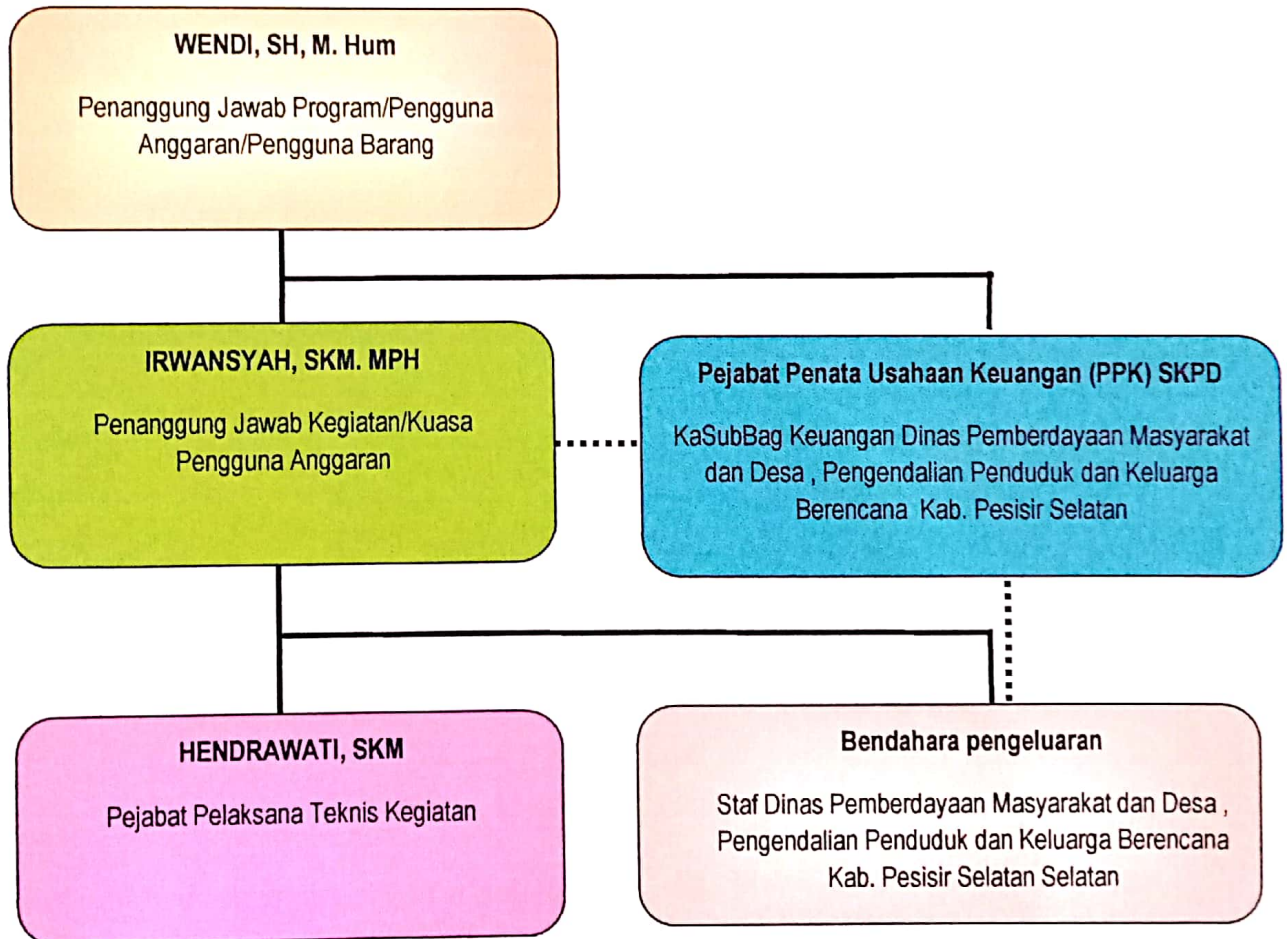 WENDI, SH, M. Hum
Penanggung Jawab Program/Pengguna
Anggaran/Pengguna Barang
IRWANSYAH, SKM. MPH
Penanggung Jawab Kegiatan/Kuasa
Pengguna Anggaran
Pejabat Penata Usahaan Keuangan (PPK) SKPD
KaSubBag Keuangan Dinas Pemberdayaan Masyarakat
dan Desa , Pengendalian Penduduk dan Keluarga
Berencana Kab. Pesisir Selatan
HENDRAWATI, SKM
Pejabat Pelaksana Teknis Kegiatan
Bendahara pengeluaran
Staf Dinas Pemberdayaan Masyarakat dan Desa ,
Pengendalian Penduduk dan Keluarga Berencana
Kab. Pesisir Selatan Selatan